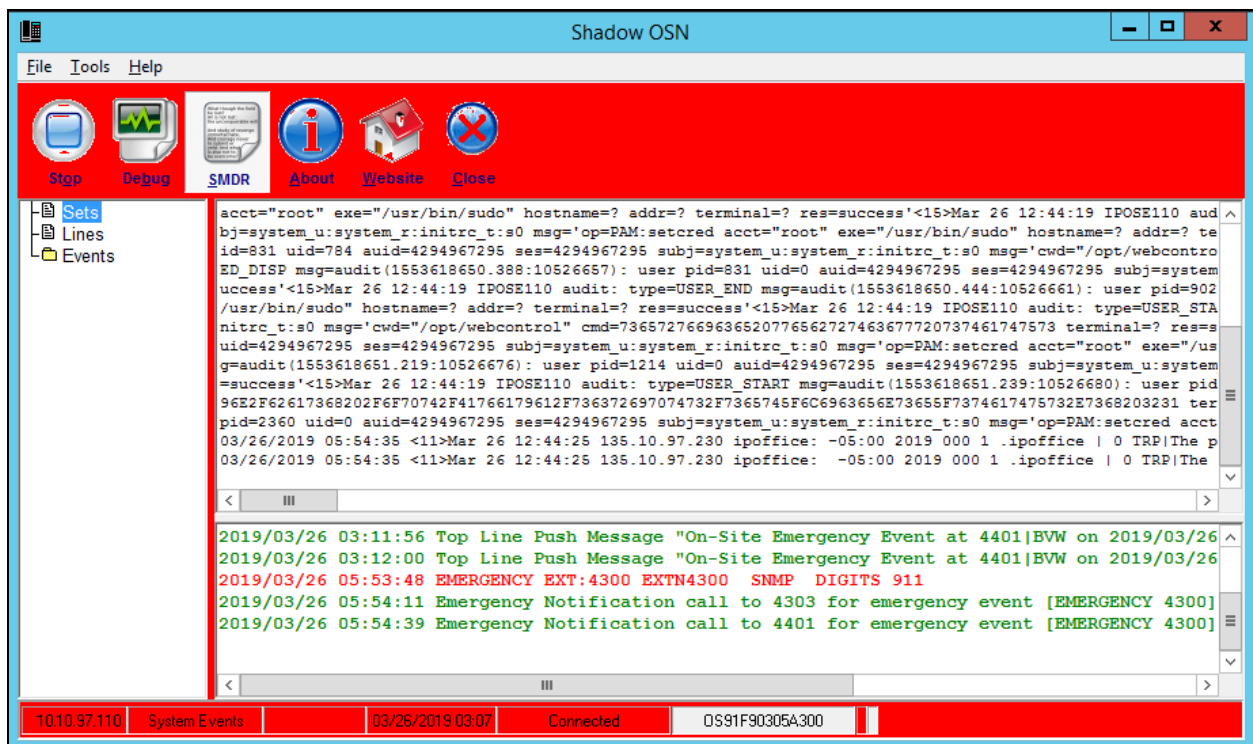 Shadow OSN
File Tools Help
Stop Debug SMDR About Website Close
Sets
Lines
Events
acct="root" exe="/usr/bin/sudo" hostname=? addr=? terminal=? res=success'<15>Mar 26 12:44:19 IPOSE110 aud
bj=system_u:system_r:initrc_t:s0 msg='op=PAM:setcred acct="root" exe="/usr/bin/sudo" hostname=? addr=? te
id=831 uid=784 auid=4294967295 ses=4294967295 subj=system_u:system_r:initrc_t:s0 msg='cwd="/opt/webcontro
ED_DISP msg=audit(1553618650.388:10526657): user pid=831 uid=0 auid=4294967295 ses=4294967295 subj=system
uccess'<15>Mar 26 12:44:19 IPOSE110 audit: type=USER_END msg=audit(1553618650.444:10526661): user pid=902
/usr/bin/sudo" hostname=? addr=? terminal=? res=success'<15>Mar 26 12:44:19 IPOSE110 audit: type=USER_STA
nitrc_t:s0 msg='cwd="/opt/webcontrol" cmd=7365727669636520776562727463677720737461747573 terminal=? res=s
uid=4294967295 ses=4294967295 subj=system_u:system_r:initrc_t:s0 msg='op=PAM:setcred acct="root" exe="/us
g=audit(1553618651.219:10526676): user pid=1214 uid=0 auid=4294967295 ses=4294967295 subj=system_u:system
=success'<15>Mar 26 12:44:19 IPOSE110 audit: type=USER_START msg=audit(1553618651.239:10526680): user pid
96E2F62617368202F6F70742F41766179612F736372697074732F7365745F6C6963656E73655F7374617475732E7368203231 ter
pid=2360 uid=0 auid=4294967295 ses=4294967295 subj=system_u:system_r:initrc_t:s0 msg='op=PAM:setcred acct
03/26/2019 05:54:35 <11>Mar 26 12:44:25 135.10.97.230 ipoffice: -05:00 2019 000 1 .ipoffice | 0 TRP|The p
03/26/2019 05:54:35 <11>Mar 26 12:44:25 135.10.97.230 ipoffice: -05:00 2019 000 1 .ipoffice | 0 TRP|The
2019/03/26 03:11:56 Top Line Push Message "On-Site Emergency Event at 4401|BVW on 2019/03/26
2019/03/26 03:12:00 Top Line Push Message "On-Site Emergency Event at 4401|BVW on 2019/03/26
2019/03/26 05:53:48 EMERGENCY EXT:4300 EXTN4300 SNMP DIGITS 911
2019/03/26 05:54:11 Emergency Notification call to 4303 for emergency event [EMERGENCY 4300]
2019/03/26 05:54:39 Emergency Notification call to 4401 for emergency event [EMERGENCY 4300]
10.10.97.110 System Events 03/26/2019 03:07 Connected OS91F90305A300